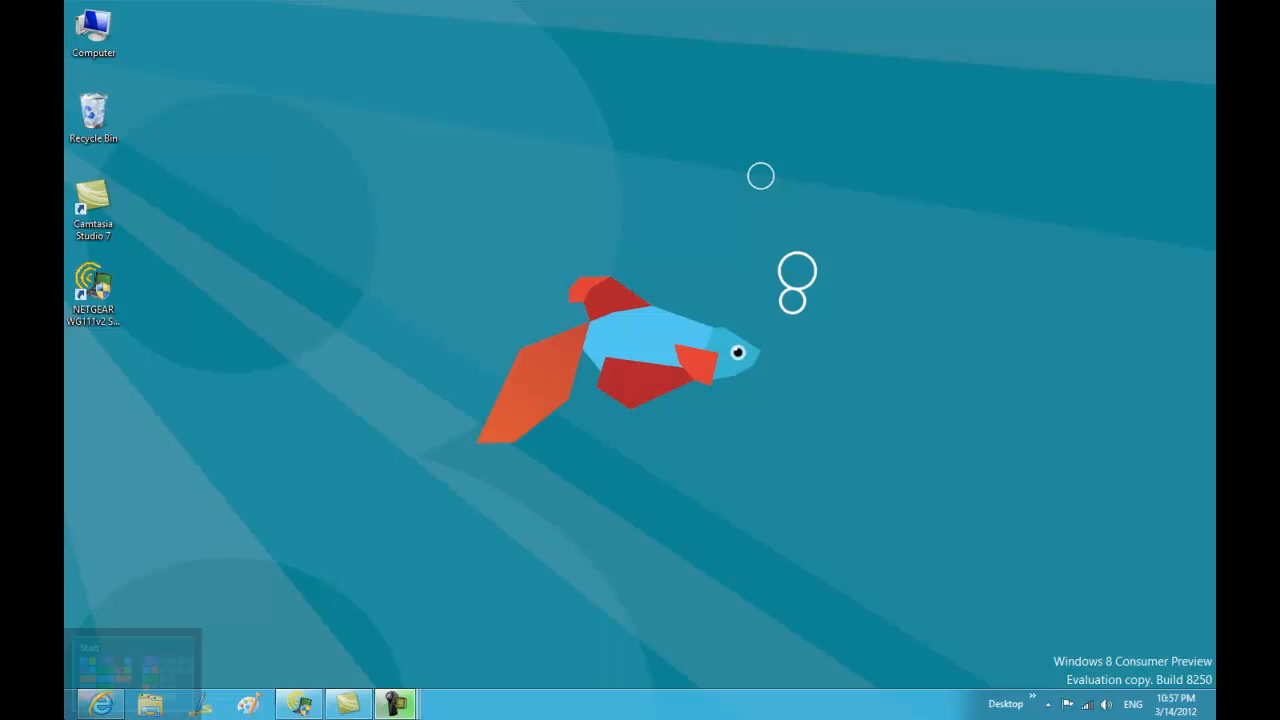 Computer
Recycle Bin
Camtasia
Studio 7
NETGEAR
WG111v2 S...
Start
Windows 8 Consumer Preview
Evaluation copy. Build 8250
Desktop
ENG
10:57 PM
3/14/2012